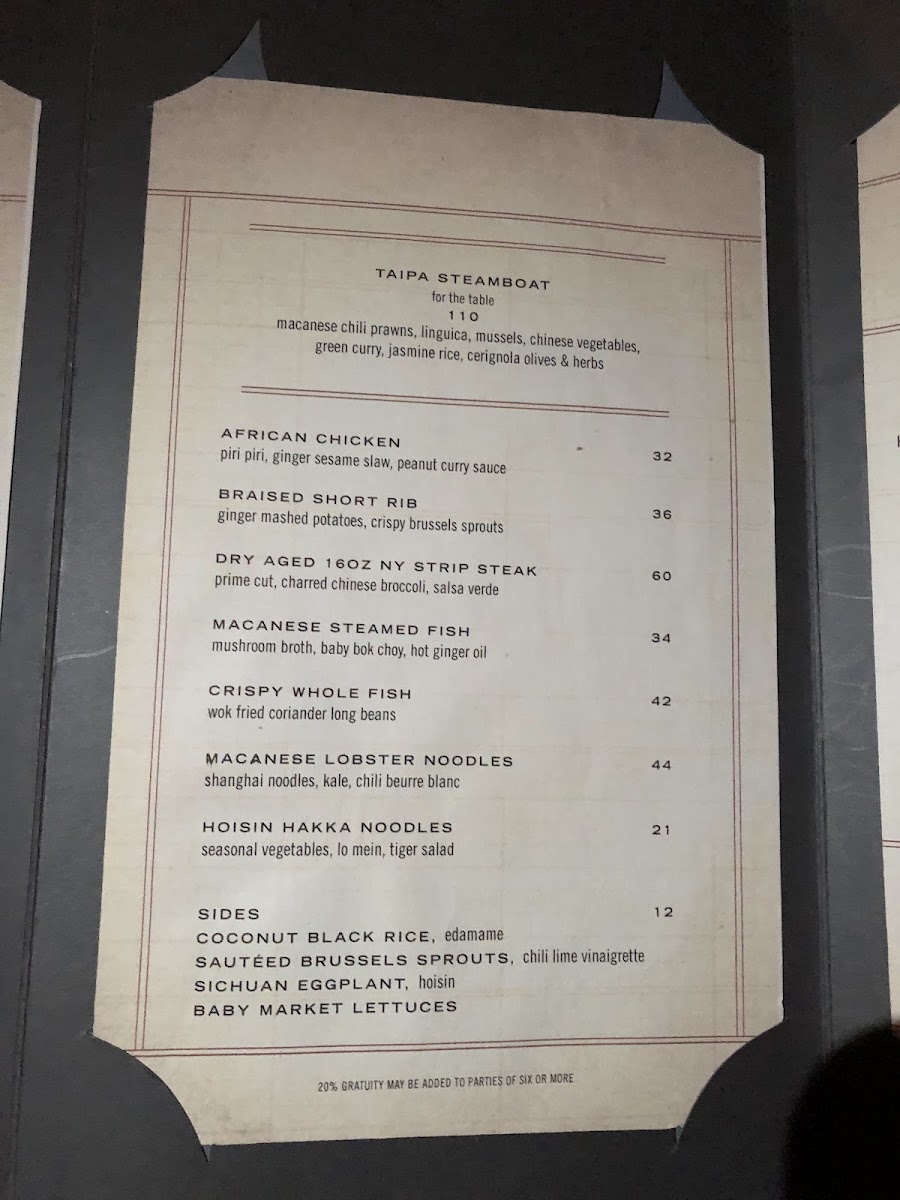 TAIPA STEAMBOAT
for the table
110
macanese chili prawns, linguica, mussels, chinese vegetables,
green curry, jasmine rice, cerignola olives & herbs
AFRICAN CHICKEN
piri piri, ginger sesame slaw, peanut curry sauce 32
BRAISED SHORT RIB
ginger mashed potatoes, crispy brussels sprouts 36
DRY AGED 16OZ NY STRIP STEAK
prime cut, charred chinese broccoli, salsa verde 60
MACANESE STEAMED FISH
mushroom broth, baby bok choy, hot ginger oil 34
CRISPY WHOLE FISH
wok fried coriander long beans 42
MACANESE LOBSTER NOODLES
shanghai noodles, kale, chili beurre blanc 44
HOISIN HAKKA NOODLES
seasonal vegetables, lo mein, tiger salad 21
SIDES 12
COCONUT BLACK RICE, edamame
SAUTÉED BRUSSELS SPROUTS, chili lime vinaigrette
SICHUAN EGGPLANT, hoisin
BABY MARKET LETTUCES
20% GRATUITY MAY BE ADDED TO PARTIES OF SIX OR MORE